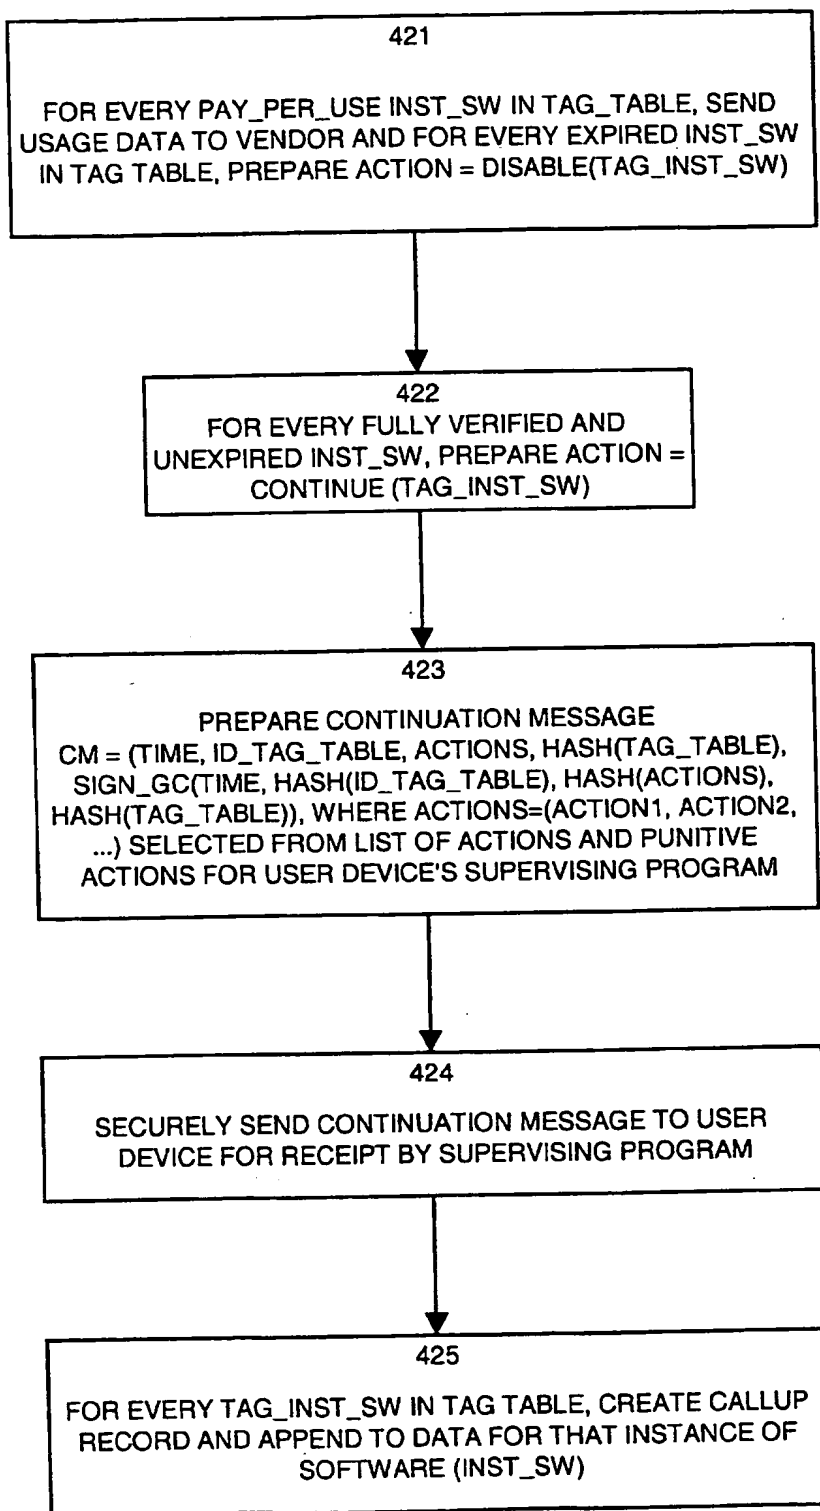 421
FOR EVERY PAY_PER_USE INST_SW IN TAG_TABLE, SEND
USAGE DATA TO VENDOR AND FOR EVERY EXPIRED INST_SW
IN TAG TABLE, PREPARE ACTION = DISABLE(TAG_INST_SW)
422
FOR EVERY FULLY VERIFIED AND
UNEXPIRED INST_SW, PREPARE ACTION =
CONTINUE (TAG_INST_SW)
423
PREPARE CONTINUATION MESSAGE
CM = (TIME, ID_TAG_TABLE, ACTIONS, HASH(TAG_TABLE),
SIGN_GC(TIME, HASH(ID_TAG_TABLE), HASH(ACTIONS),
HASH(TAG_TABLE)), WHERE ACTIONS=(ACTION1, ACTION2,
...) SELECTED FROM LIST OF ACTIONS AND PUNITIVE
ACTIONS FOR USER DEVICE'S SUPERVISING PROGRAM
424
SECURELY SEND CONTINUATION MESSAGE TO USER
DEVICE FOR RECEIPT BY SUPERVISING PROGRAM
425
FOR EVERY TAG_INST_SW IN TAG TABLE, CREATE CALLUP
RECORD AND APPEND TO DATA FOR THAT INSTANCE OF
SOFTWARE (INST_SW)